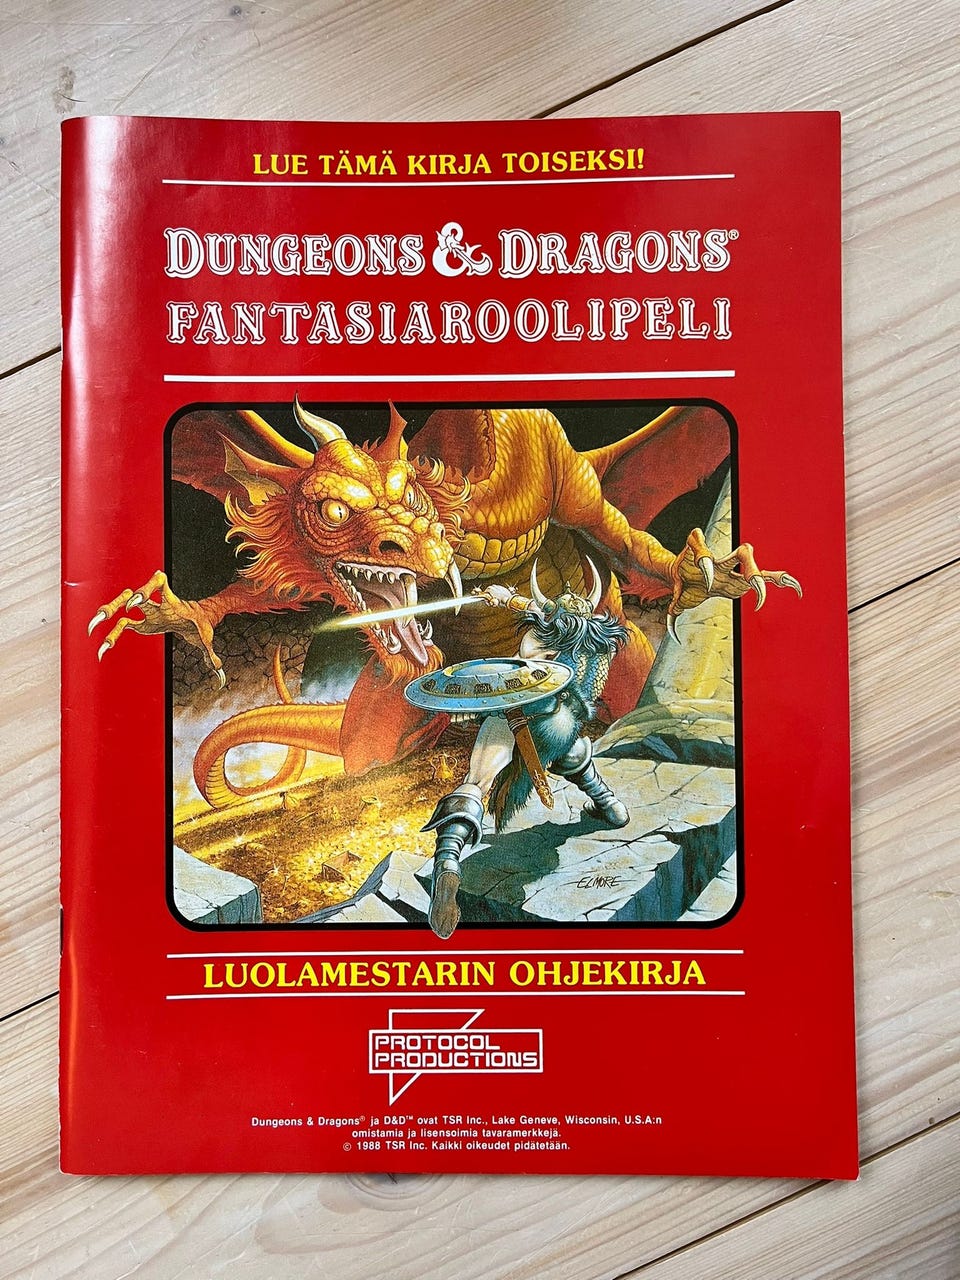 LUE TÄMÄ KIRJA TOISEKSI!
DUNGEONS & DRAGONS®
FANTASIAROOLIPELI
ELMORE
LUOLAMESTARIN OHJEKIRJA
PROTOCOL
PRODUCTIONS
Dungeons & Dragons® ja D&D™ ovat TSR Inc., Lake Geneve, Wisconsin, U.S.A:n
omistamia ja lisensoimia tavaramerkkejä.
© 1988 TSR Inc. Kaikki oikeudet pidätetään.